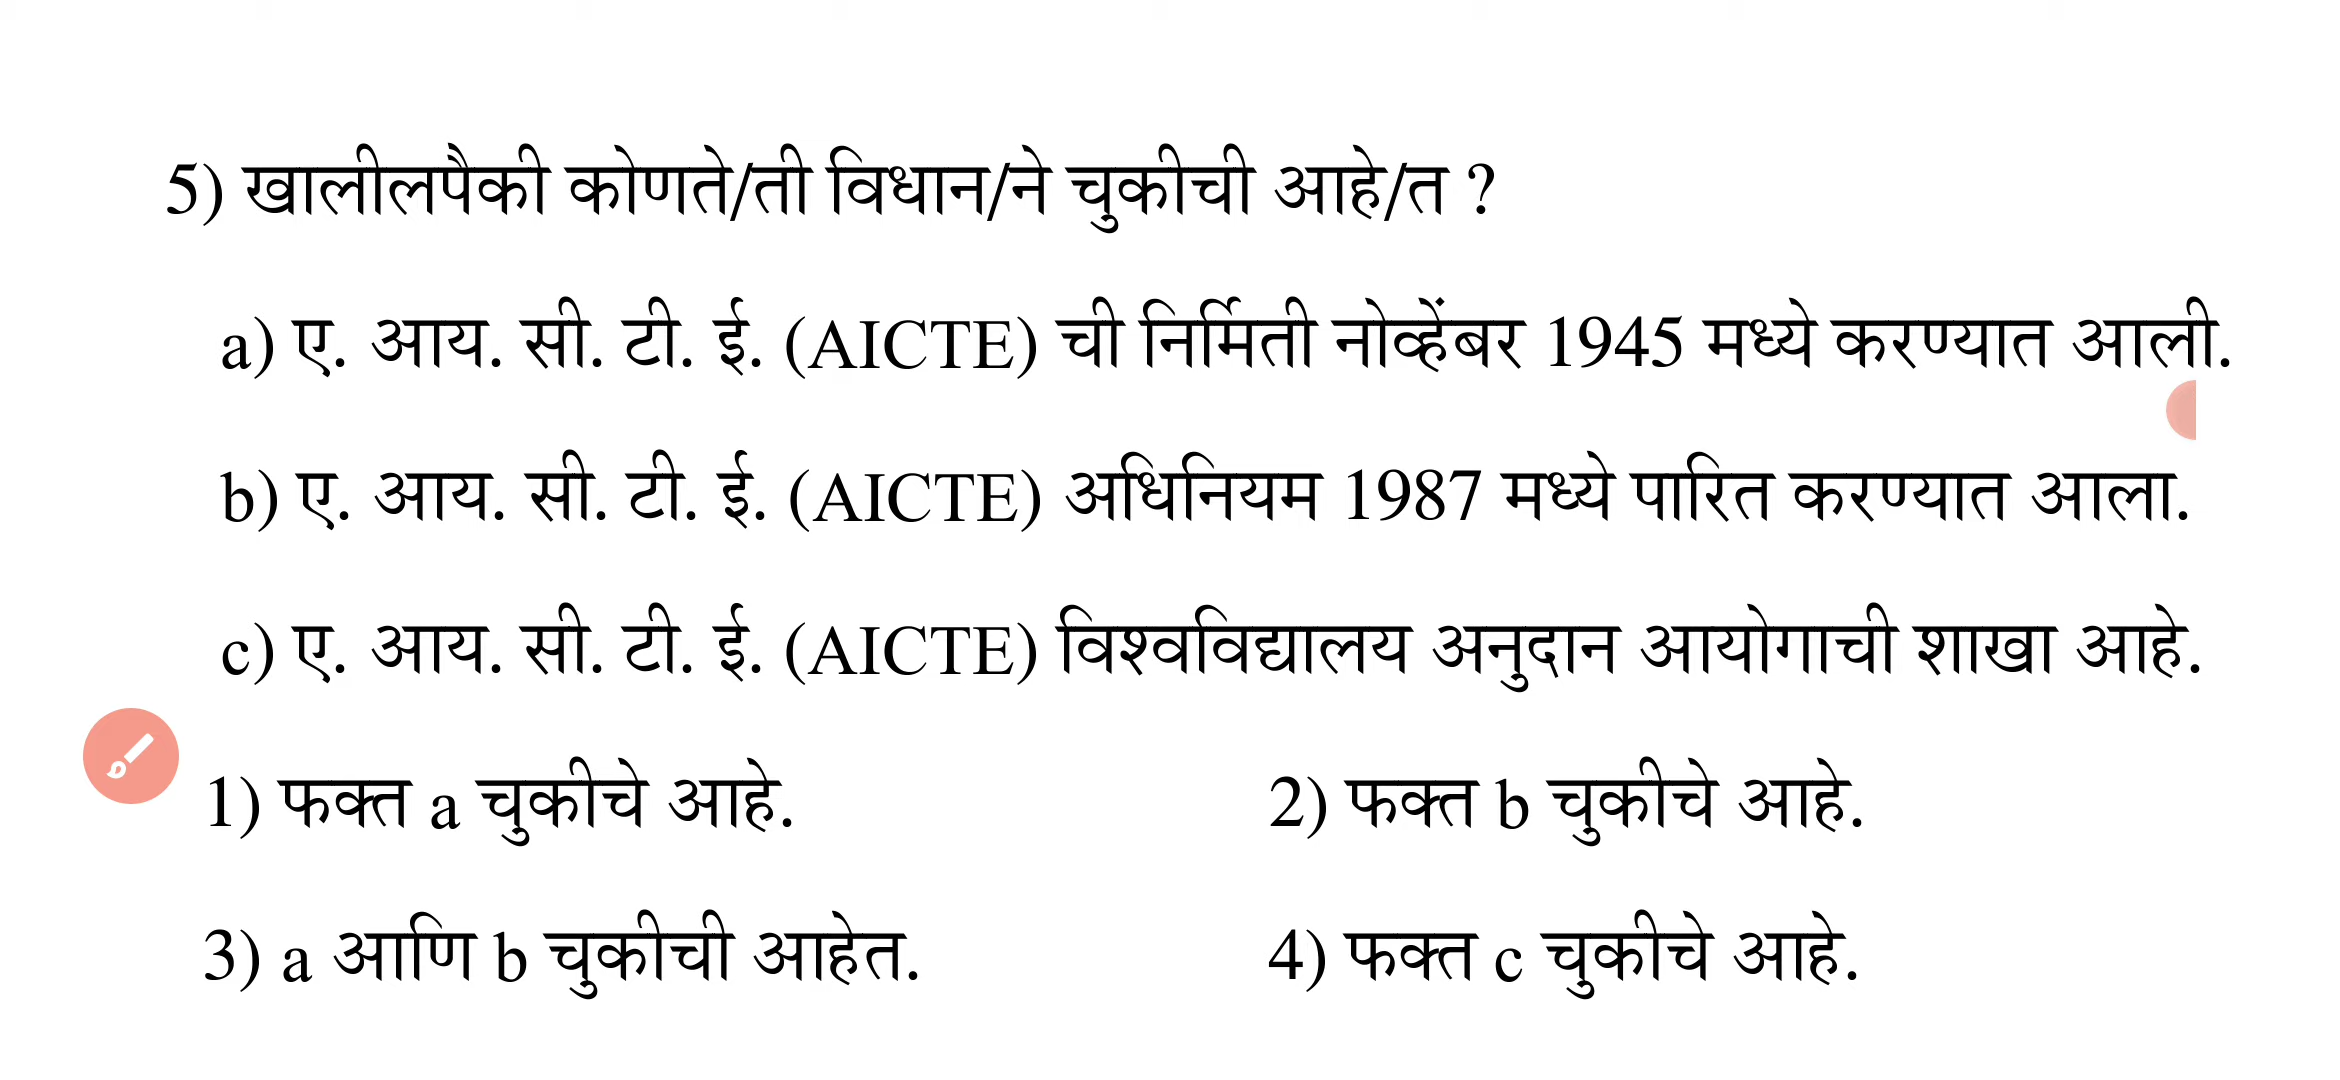 5) खालीलपैकी कोणते/ती विधान/ने चुकीची आहे/त ?
a) ए. आय. सी. टी. ई. (AICTE) ची निर्मिती नोव्हेंबर 1945 मध्ये करण्यात आली.
b) ए. आय. सी. टी. ई. (AICTE) अधिनियम 1987 मध्ये पारित करण्यात आला.
c) ए. आय. सी. टी. ई. (AICTE) विश्वविद्यालय अनुदान आयोगाची शाखा आहे.
1) फक्त a चुकीचे आहे. 2) फक्त b चुकीचे आहे.
3) a आणि b चुकीची आहेत. 4) फक्त c चुकीचे आहे.